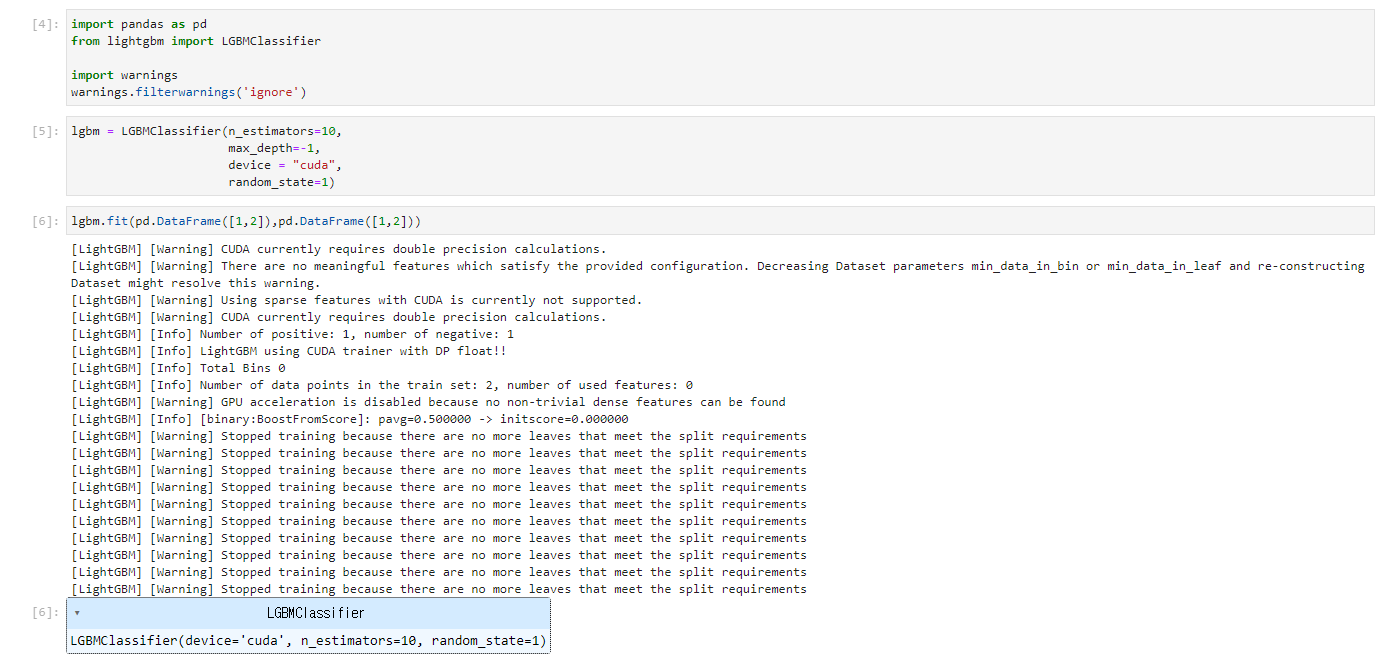 [4]: import pandas as pd
from lightgbm import LGBMClassifier
import warnings
warnings.filterwarnings('ignore')
[5]: lgbm = LGBMClassifier(n_estimators=10,
max_depth=-1,
device = "cuda",
random_state=1)
[6]: lgbm.fit(pd.DataFrame([1,2]),pd.DataFrame([1,2]))
[LightGBM] [Warning] CUDA currently requires double precision calculations.
[LightGBM] [Warning] There are no meaningful features which satisfy the provided configuration. Decreasing Dataset parameters min_data_in_bin or min_data_in_leaf and re-constructing
Dataset might resolve this warning.
[LightGBM] [Warning] Using sparse features with CUDA is currently not supported.
[LightGBM] [Warning] CUDA currently requires double precision calculations.
[LightGBM] [Info] Number of positive: 1, number of negative: 1
[LightGBM] [Info] LightGBM using CUDA trainer with DP float!!
[LightGBM] [Info] Total Bins 0
[LightGBM] [Info] Number of data points in the train set: 2, number of used features: 0
[LightGBM] [Warning] GPU acceleration is disabled because no non-trivial dense features can be found
[LightGBM] [Info] [binary:BoostFromScore]: pavg=0.500000 -> initscore=0.000000
[LightGBM] [Warning] Stopped training because there are no more leaves that meet the split requirements
[LightGBM] [Warning] Stopped training because there are no more leaves that meet the split requirements
[LightGBM] [Warning] Stopped training because there are no more leaves that meet the split requirements
[LightGBM] [Warning] Stopped training because there are no more leaves that meet the split requirements
[LightGBM] [Warning] Stopped training because there are no more leaves that meet the split requirements
[LightGBM] [Warning] Stopped training because there are no more leaves that meet the split requirements
[LightGBM] [Warning] Stopped training because there are no more leaves that meet the split requirements
[LightGBM] [Warning] Stopped training because there are no more leaves that meet the split requirements
[LightGBM] [Warning] Stopped training because there are no more leaves that meet the split requirements
[LightGBM] [Warning] Stopped training because there are no more leaves that meet the split requirements
[6]: ▾ LGBMClassifier
LGBMClassifier(device='cuda', n_estimators=10, random_state=1)